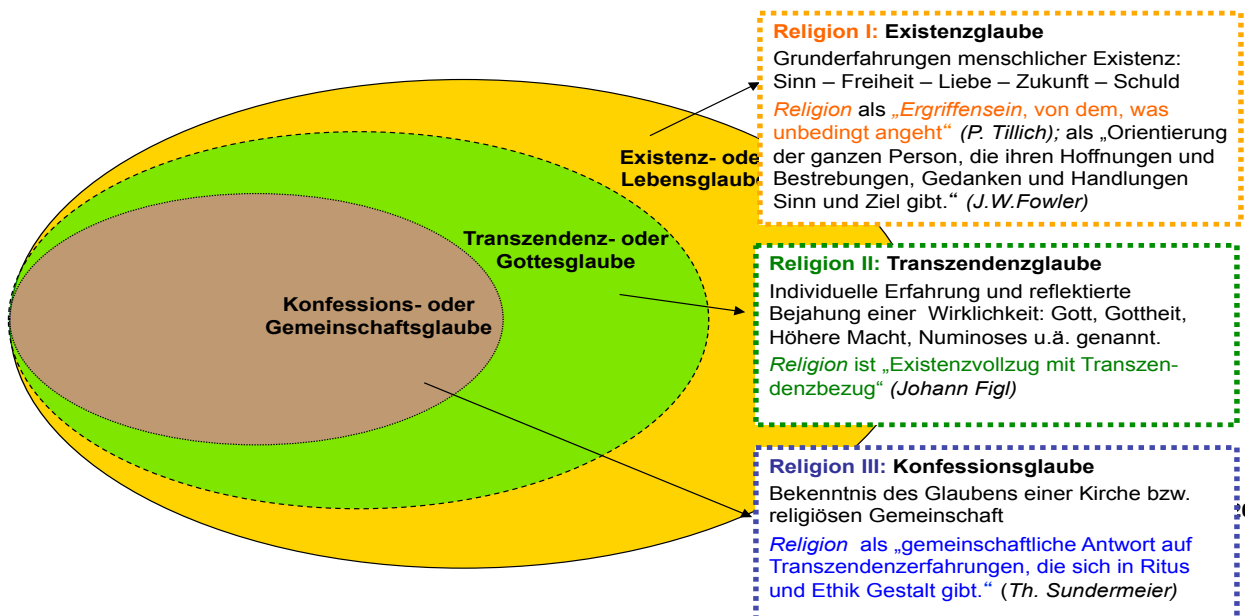 Existenz- ode
Lebensglaube
Transzendenz- oder
Gottesglaube
Konfessions- oder
Gemeinschaftsglaube
Religion I: Existenzglaube
Grunderfahrungen menschlicher Existenz:
Sinn – Freiheit – Liebe – Zukunft – Schuld
Religion als „Ergriffensein, von dem, was
unbedingt angeht“ (P. Tillich); als „Orientierung
der ganzen Person, die ihren Hoffnungen und
Bestrebungen, Gedanken und Handlungen
Sinn und Ziel gibt.“ (J.W.Fowler)
Religion II: Transzendenzglaube
Individuelle Erfahrung und reflektierte
Bejahung einer Wirklichkeit: Gott, Gottheit,
Höhere Macht, Numinoses u.ä. genannt.
Religion ist „Existenzvollzug mit Transzen-
denzbezug“ (Johann Figl)
Religion III: Konfessionsglaube
Bekenntnis des Glaubens einer Kirche bzw.
religiösen Gemeinschaft
Religion als „gemeinschaftliche Antwort auf
Transzendenzerfahrungen, die sich in Ritus
und Ethik Gestalt gibt.“ (Th. Sundermeier)